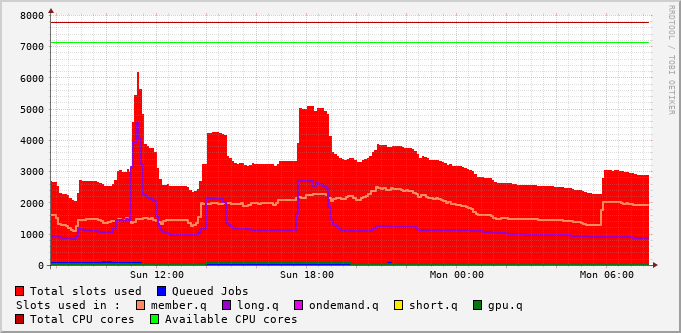 8000
7000
6000
5000
4000
3000
2000
1000
0
Sun 12:00 Sun 18:00 Mon 00:00 Mon 06:00
RRDTOOL / TOBI OETIKER
Total slots used Queued Jobs
Slots used in : member.q long.q ondemand.q short.q gpu.q
Total CPU cores Available CPU cores